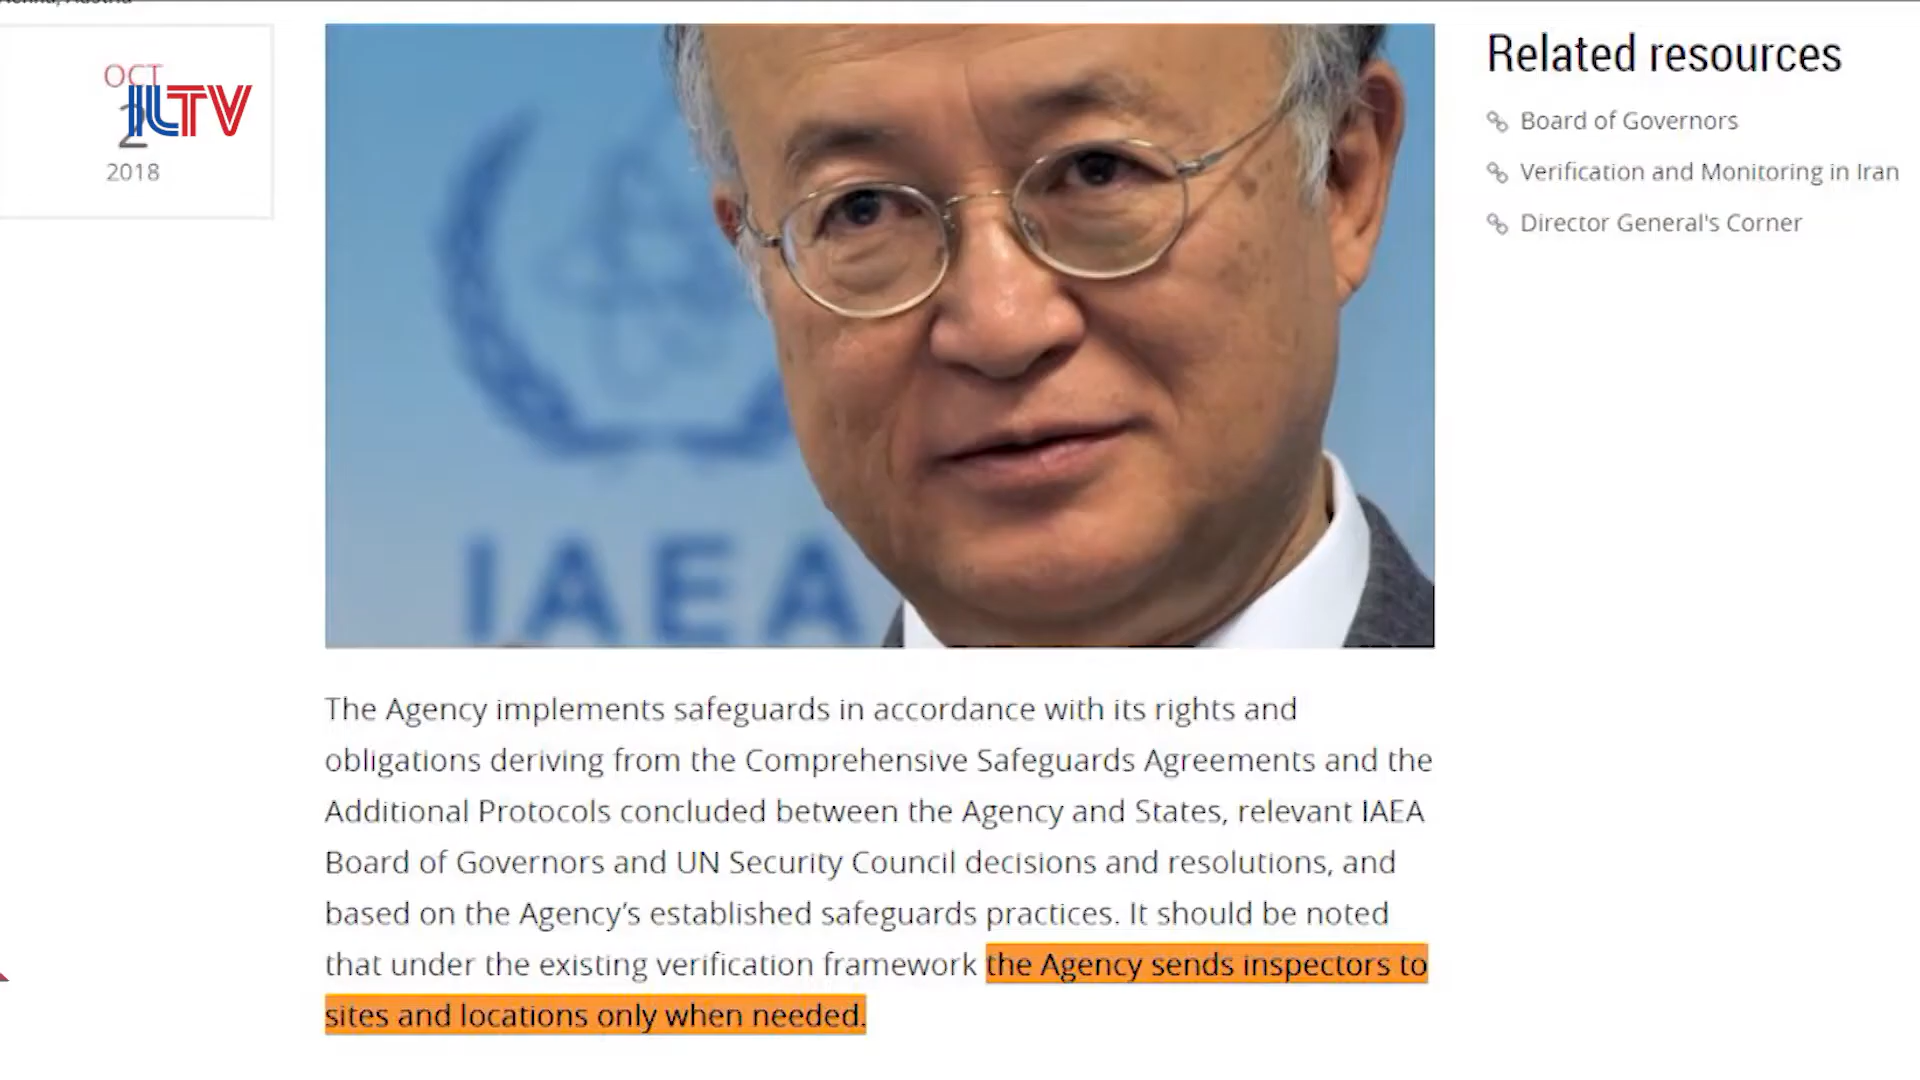 Vienna, Austria
OCT
2
2018
ILTV
IAEA
Related resources
Board of Governors
Verification and Monitoring in Iran
Director General's Corner
The Agency implements safeguards in accordance with its rights and
obligations deriving from the Comprehensive Safeguards Agreements and the
Additional Protocols concluded between the Agency and States, relevant IAEA
Board of Governors and UN Security Council decisions and resolutions, and
based on the Agency’s established safeguards practices. It should be noted
that under the existing verification framework the Agency sends inspectors to
sites and locations only when needed.